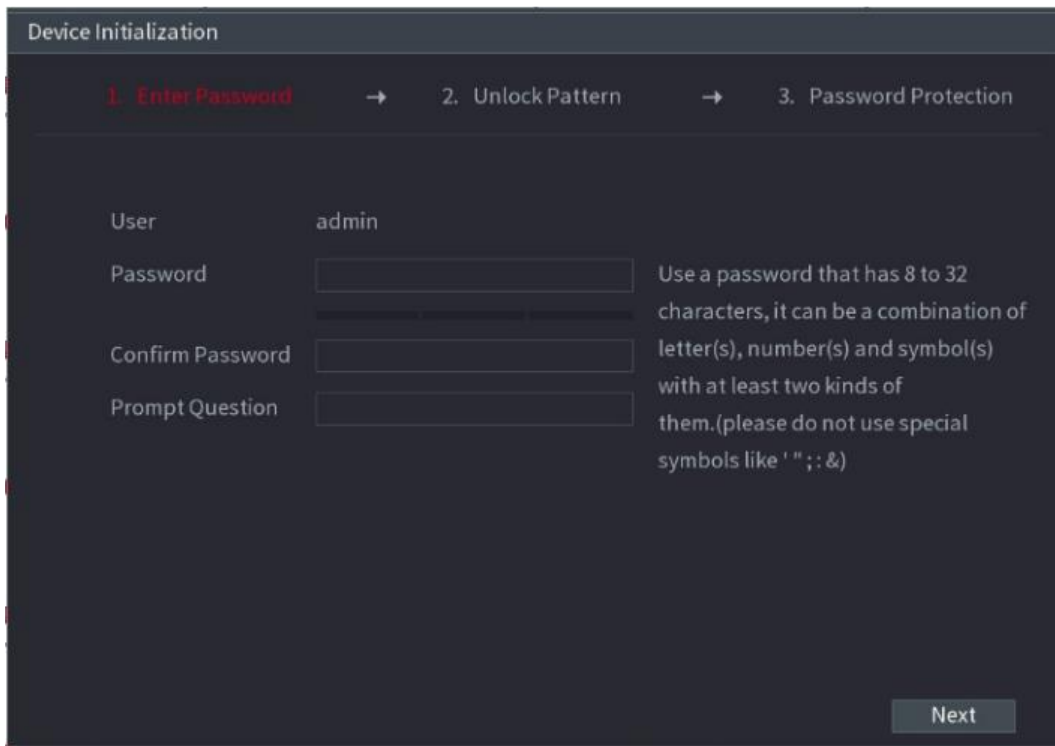 Device Initialization
1. Enter Password → 2. Unlock Pattern → 3. Password Protection
User admin
Password
Use a password that has 8 to 32
characters, it can be a combination of
letter(s), number(s) and symbol(s)
with at least two kinds of
them.(please do not use special
symbols like ' " ; : &)
Confirm Password
Prompt Question
Next